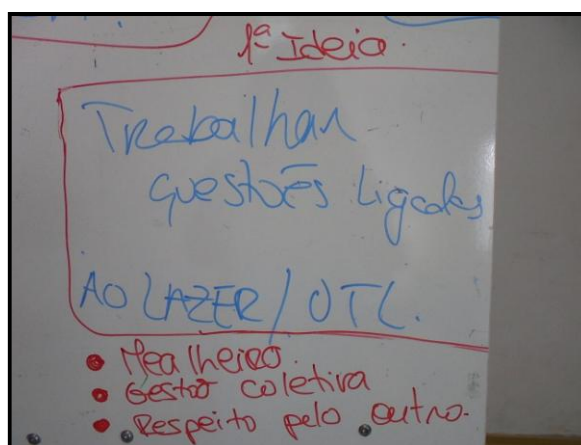 1ª Ideia.
Trabalhar
questões ligadas
AO LAZER / OTL.
• Mealheiro
• Gestão coletiva
• Respeito pelo outro.